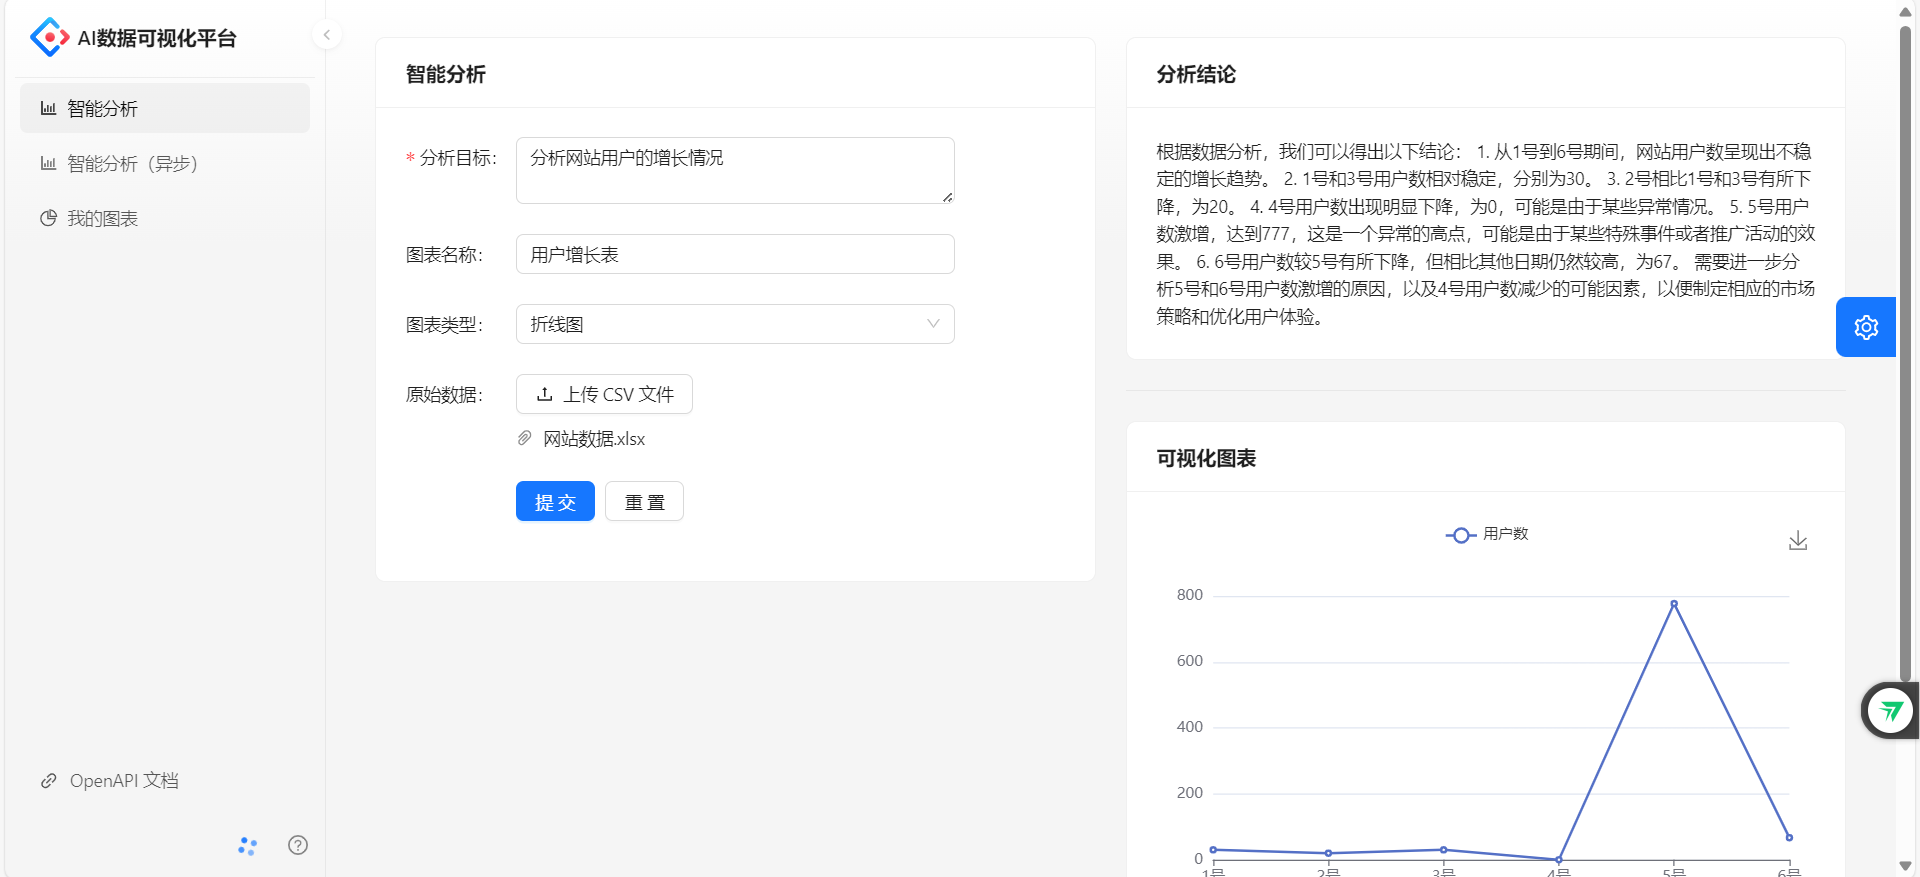 AI数据可视化平台
智能分析
智能分析（异步）
我的图表
OpenAPI 文档
智能分析
* 分析目标：
分析网站用户的增长情况
图表名称：
用户增长表
图表类型：
折线图
原始数据：
上传 CSV 文件
网站数据.xlsx
提 交
重 置
分析结论
根据数据分析，我们可以得出以下结论： 1. 从1号到6号期间，网站用户数呈现出不稳
定的增长趋势。 2. 1号和3号用户数相对稳定，分别为30。 3. 2号相比1号和3号有所下
降，为20。 4. 4号用户数出现明显下降，为0，可能是由于某些异常情况。 5. 5号用户
数激增，达到777，这是一个异常的高点，可能是由于某些特殊事件或者推广活动的效
果。 6. 6号用户数较5号有所下降，但相比其他日期仍然较高，为67。 需要进一步分
析5号和6号用户数激增的原因，以及4号用户数减少的可能因素，以便制定相应的市场
策略和优化用户体验。
可视化图表
用户数
800
600
400
200
0
1号 2号 3号 4号 5号 6号